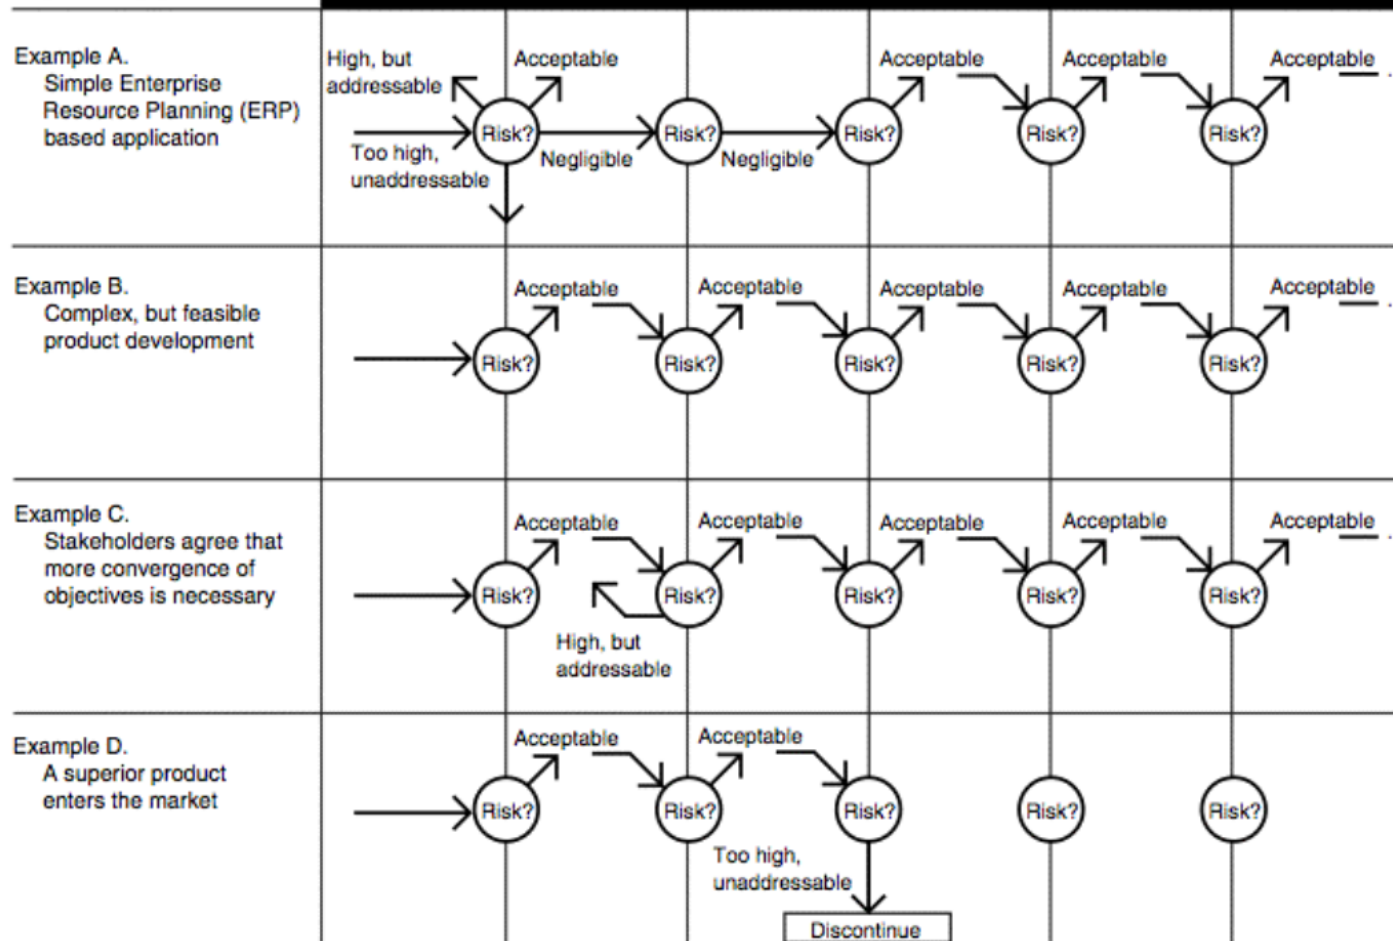 Example A.
Simple Enterprise
Resource Planning (ERP)
based application
High, but
addressable
Acceptable
Acceptable
Acceptable
Acceptable
Risk?
Risk?
Risk?
Risk?
Risk?
Too high,
unaddressable
Negligible
Negligible
Example B.
Complex, but feasible
product development
Acceptable
Acceptable
Acceptable
Acceptable
Acceptable
Risk?
Risk?
Risk?
Risk?
Risk?
Example C.
Stakeholders agree that
more convergence of
objectives is necessary
Acceptable
Acceptable
Acceptable
Acceptable
Acceptable
Risk?
Risk?
Risk?
Risk?
Risk?
High, but
addressable
Example D.
A superior product
enters the market
Acceptable
Acceptable
Risk?
Risk?
Risk?
Risk?
Risk?
Too high,
unaddressable
Discontinue